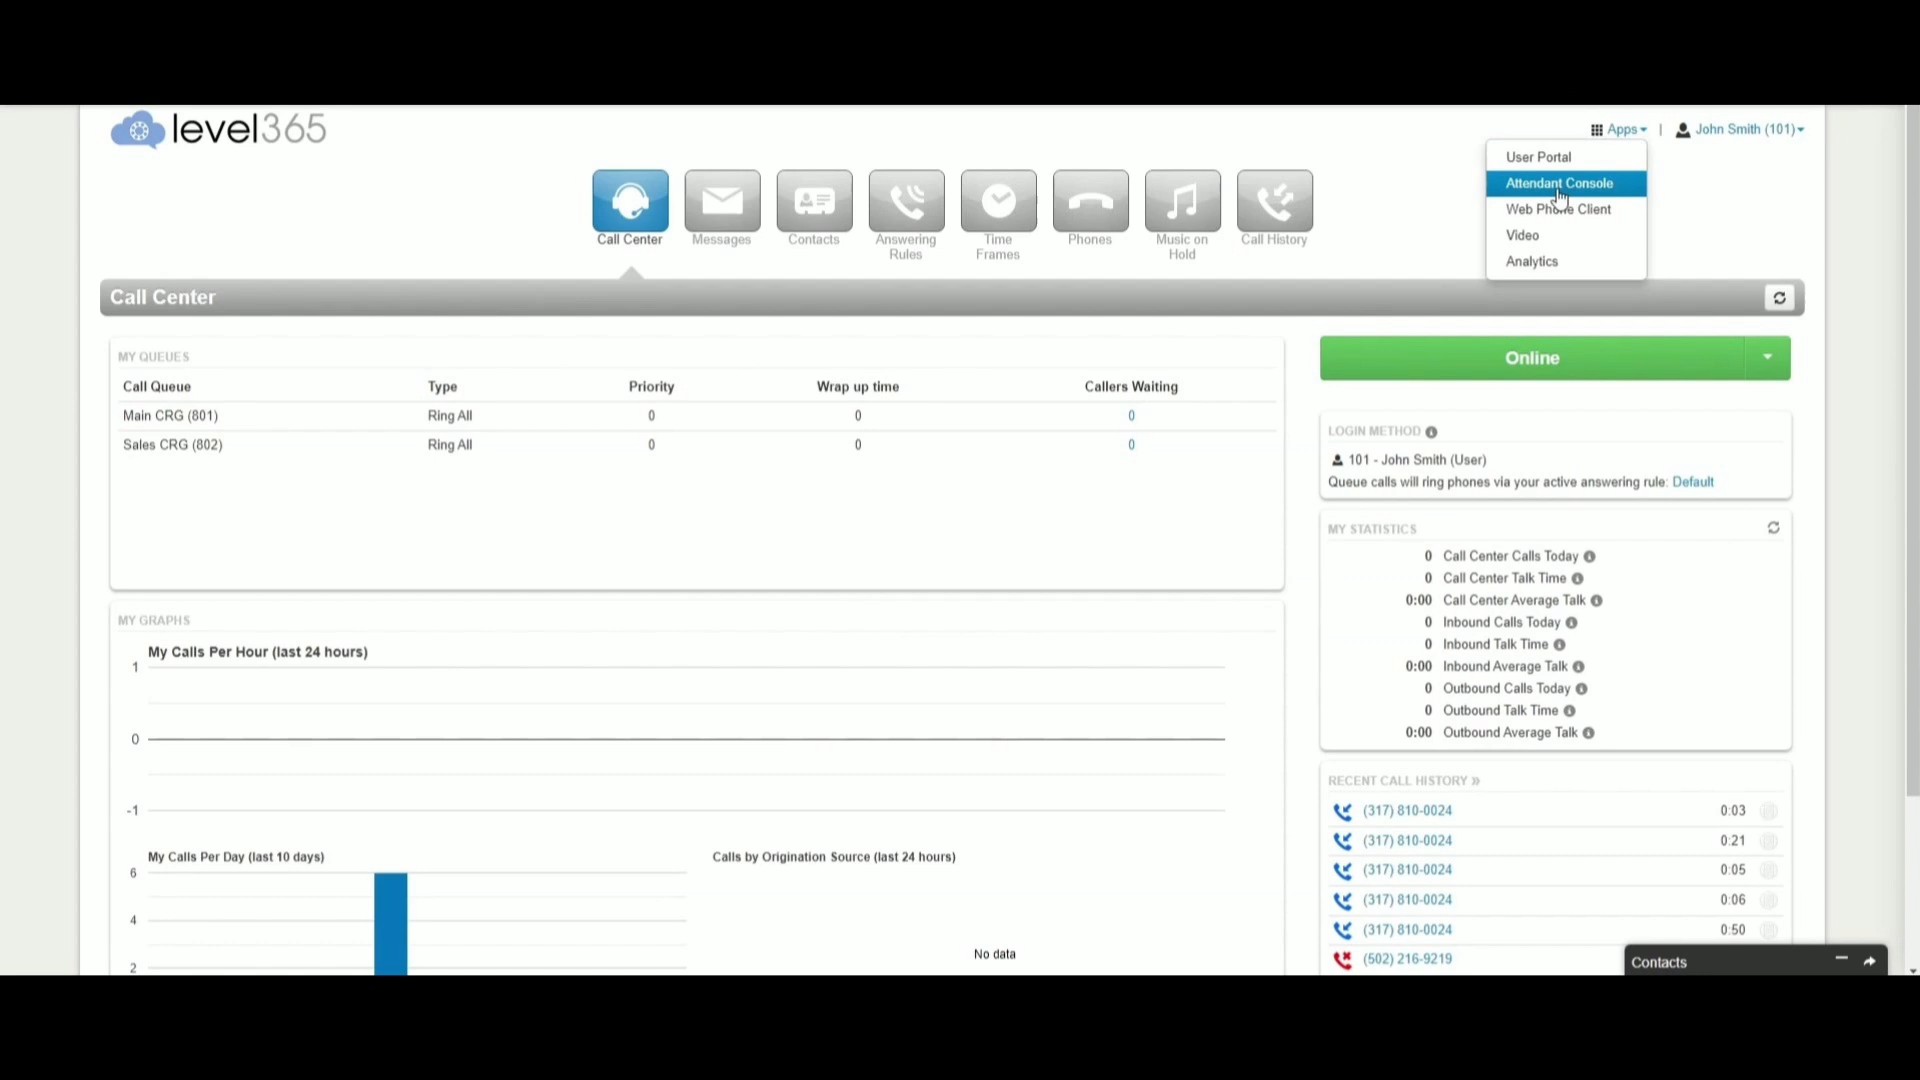 level365
Apps | John Smith (101)
User Portal
Attendant Console
Web Phone Client
Video
Analytics
Call Center
Messages
Contacts
Answering Rules
Time Frames
Phones
Music on Hold
Call History
Call Center
MY QUEUES
Call Queue Type Priority Wrap up time Callers Waiting
Main CRG (801) Ring All 0 0 0
Sales CRG (802) Ring All 0 0 0
MY GRAPHS
My Calls Per Hour (last 24 hours)
1
0
-1
My Calls Per Day (last 10 days)
6
4
2
Calls by Origination Source (last 24 hours)
No data
Online
LOGIN METHOD
101 - John Smith (User)
Queue calls will ring phones via your active answering rule: Default
MY STATISTICS
0 Call Center Calls Today
0 Call Center Talk Time
0:00 Call Center Average Talk
0 Inbound Calls Today
0 Inbound Talk Time
0:00 Inbound Average Talk
0 Outbound Calls Today
0 Outbound Talk Time
0:00 Outbound Average Talk
RECENT CALL HISTORY »
(317) 810-0024 0:03
(317) 810-0024 0:21
(317) 810-0024 0:05
(317) 810-0024 0:06
(317) 810-0024 0:50
(502) 216-9219
Contacts